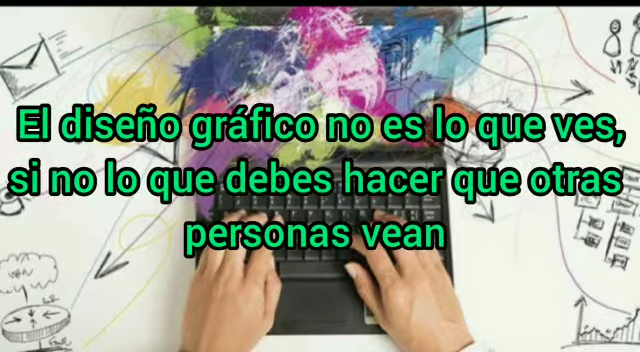 El diseño gráfico no es lo que ves,
si no lo que debes hacer que otras
personas vean